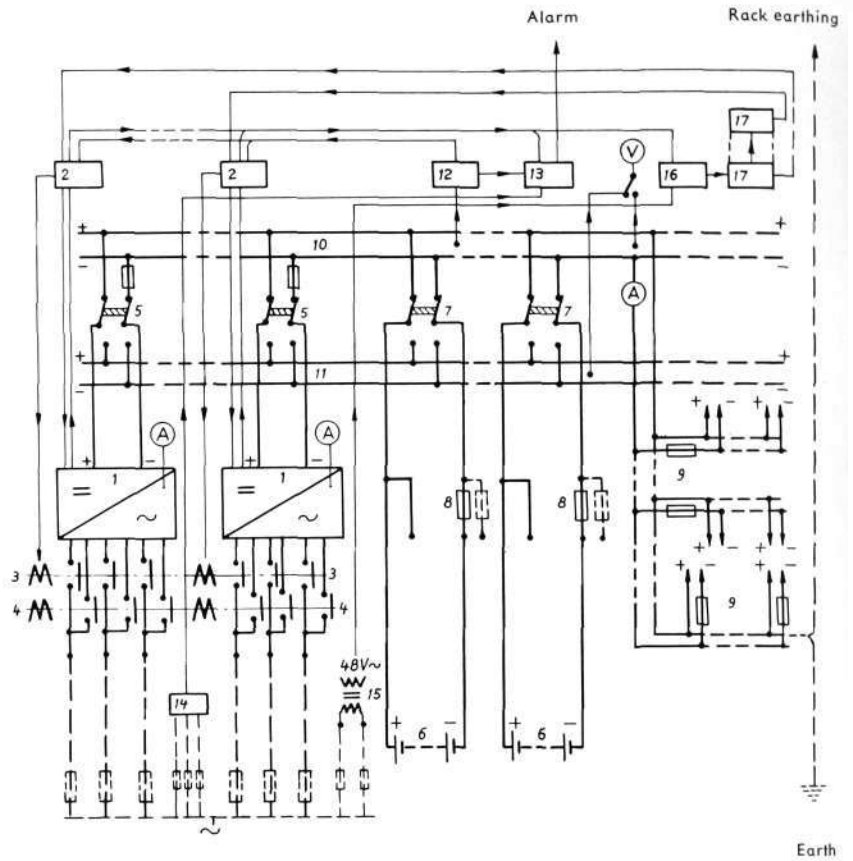 Alarm Rack earthing
17
V
2 2 12 13 16 17
+ +
10
− −
5 5 7 7 A
+ +
11
− −
+ − + −
A A
+ − + −
1 1 9
= ~ = ~
8 8
+ − + −
3 3 + − + −
4 4 9
48V~
14 15
+ − + −
6 6
~
Earth